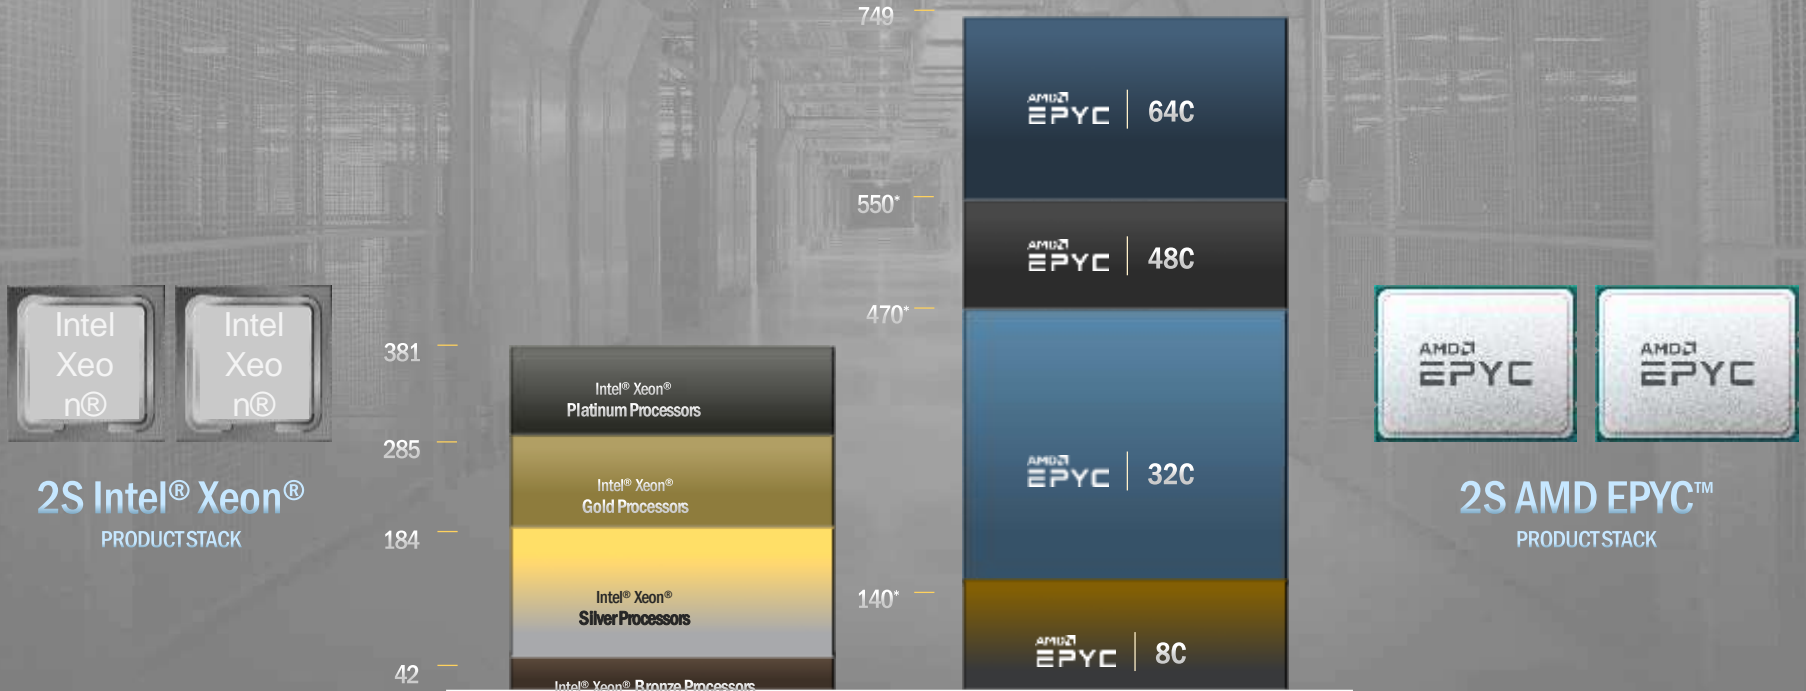 749
AMD
EPYC | 64C
550*
AMD
EPYC | 48C
470*
Intel
Xeo
n®
Intel
Xeo
n®
381
Intel® Xeon®
Platinum Processors
AMD
EPYC
AMD
EPYC
285
Intel® Xeon®
Gold Processors
AMD
EPYC | 32C
2S Intel® Xeon®
PRODUCT STACK
2S AMD EPYC™
PRODUCT STACK
184
Intel® Xeon®
Silver Processors
140*
AMD
EPYC | 8C
42
Intel® Xeon® Bronze Processors